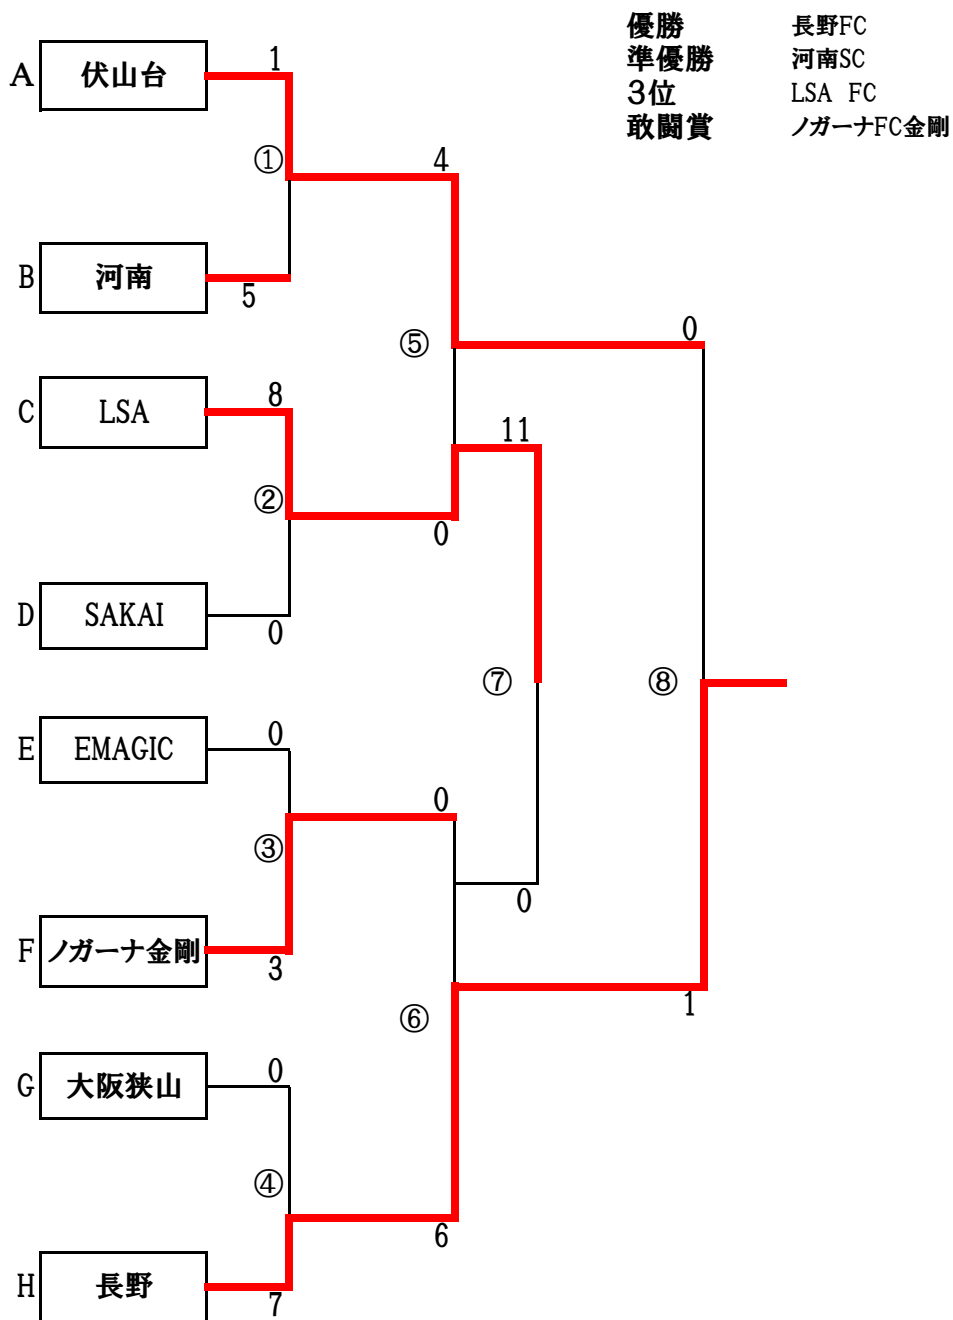 優勝 長野FC
準優勝 河南SC
3位 LSA FC
敢闘賞 ノガーナFC金剛
1
A 伏山台
① 4
B 河南
5
0
⑤
8
C LSA
11
②
0
D SAKAI
0
⑦ ⑧
0
E EMAGIC
0
③
0
F ノガーナ金剛
3
1
⑥
0
G 大阪狭山
④
6
H 長野
7